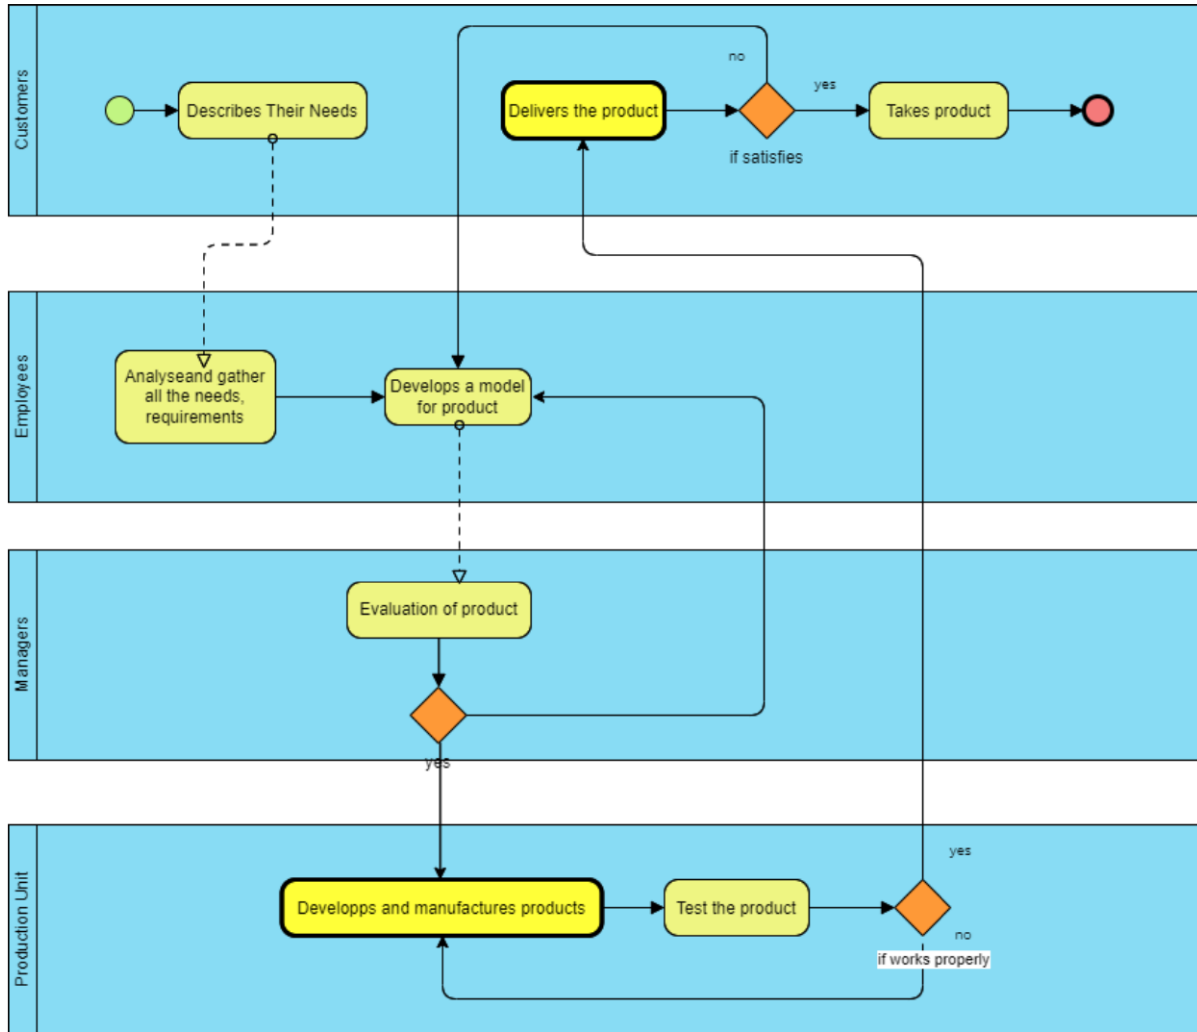 Customers
Describes Their Needs
Delivers the product
no
yes
if satisfies
Takes product
Employees
Analyseand gather
all the needs,
requirements
Develops a model
for product
Managers
Evaluation of product
yes
Production Unit
Developps and manufactures products
Test the product
yes
no
if works properly